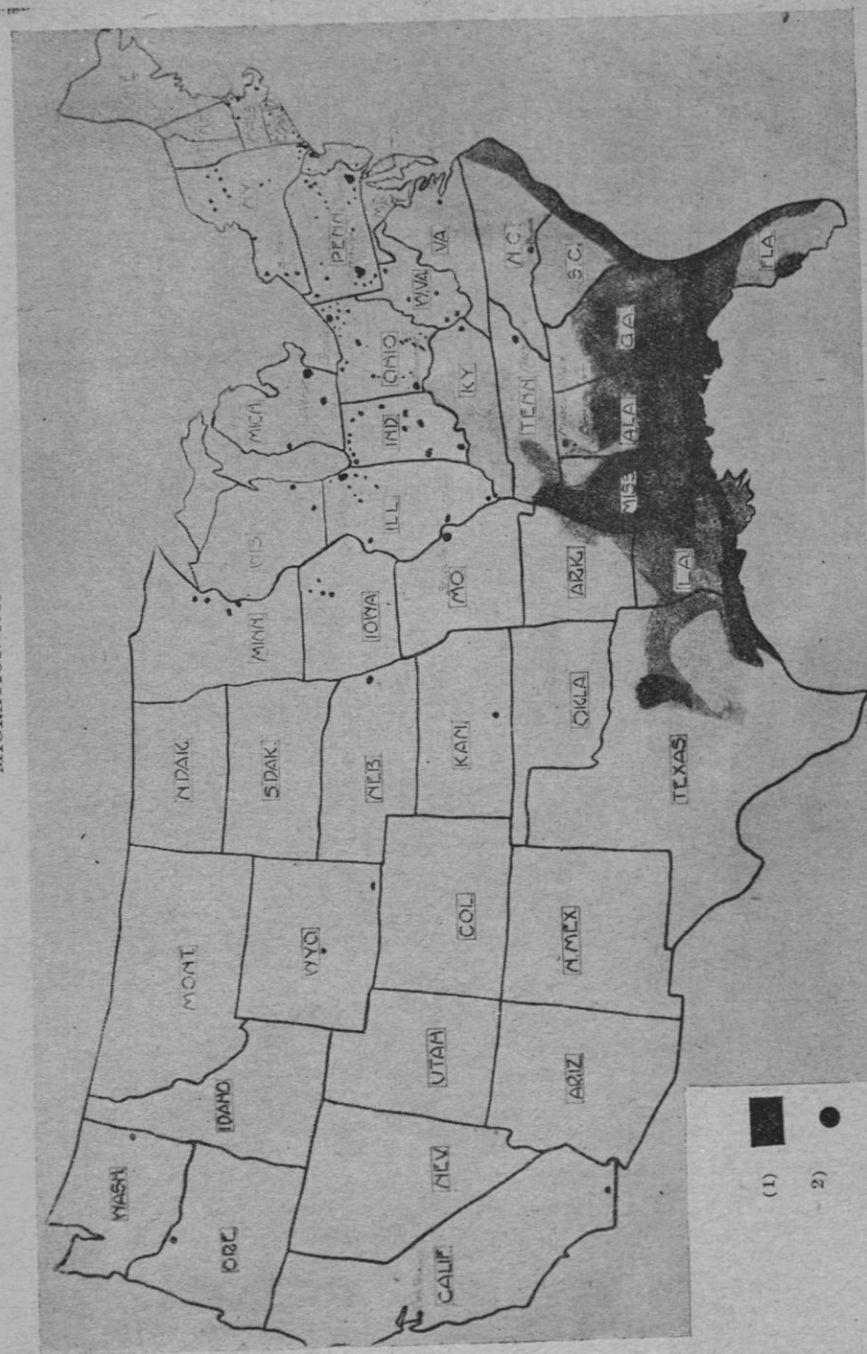 WASH.
ORE.
CALIF.
IDAHO
NEV.
MONT.
WYO.
UTAH
ARIZ.
COL.
N.MEX.
N.DAK.
S.DAK.
NEB.
KAN.
OKLA.
TEXAS
MINN.
IOWA
MO.
ARK.
LA.
WIS.
ILL.
MISS.
MICH.
IND.
OHIO
KY.
TENN.
ALA.
GA.
FLA.
S.C.
N.C.
VA.
W.VA.
PENN.
N.Y.
(1)
2)